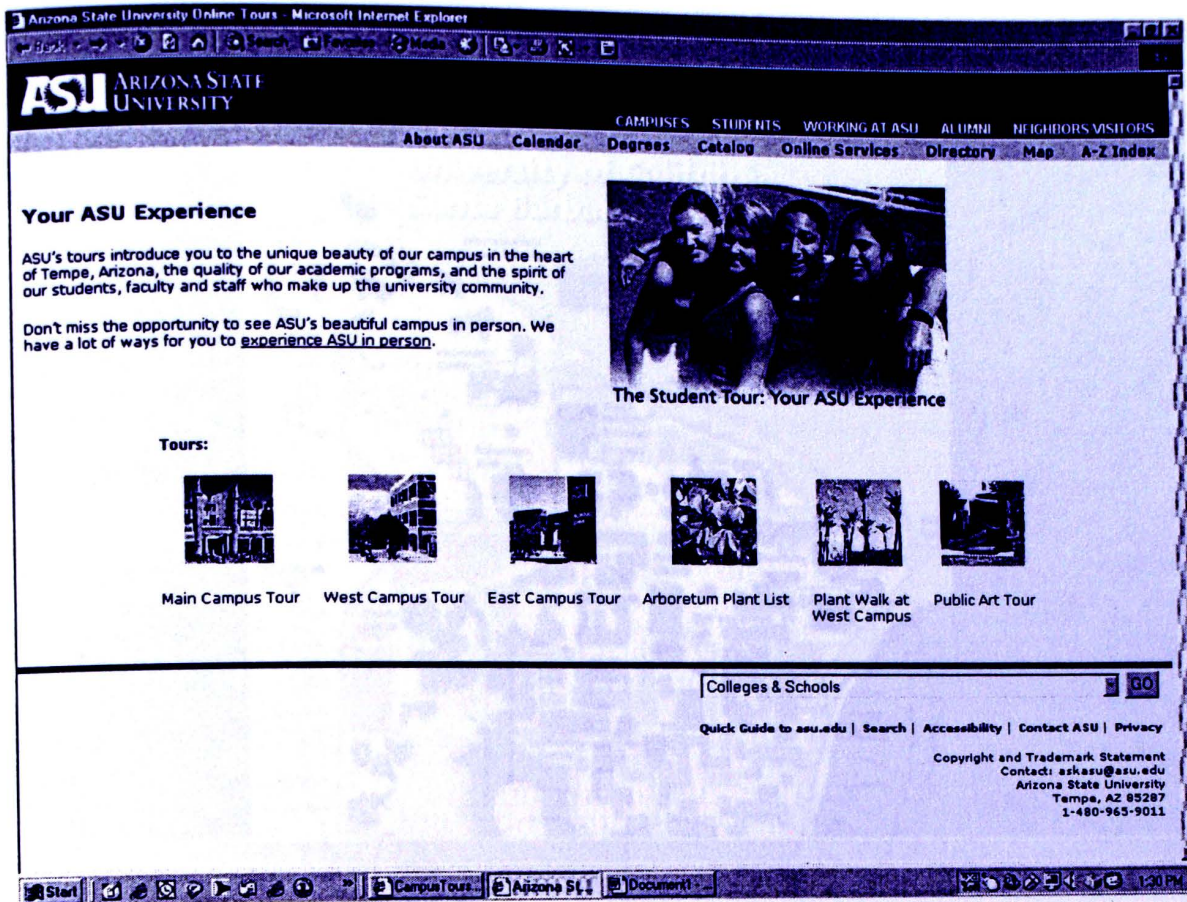 Arizona State University Online Tours - Microsoft Internet Explorer
Back Search Favorites Media
ASU ARIZONA STATE
UNIVERSITY
CAMPUSES STUDENTS WORKING AT ASU ALUMNI NEIGHBORS VISITORS
About ASU Calendar Degrees Catalog Online Services Directory Map A-Z Index
Your ASU Experience
ASU's tours introduce you to the unique beauty of our campus in the heart
of Tempe, Arizona, the quality of our academic programs, and the spirit of
our students, faculty and staff who make up the university community.
Don't miss the opportunity to see ASU's beautiful campus in person. We
have a lot of ways for you to experience ASU in person.
The Student Tour: Your ASU Experience
Tours:
Main Campus Tour West Campus Tour East Campus Tour Arboretum Plant List Plant Walk at Public Art Tour
West Campus
Colleges & Schools GO
Quick Guide to asu.edu | Search | Accessibility | Contact ASU | Privacy
Copyright and Trademark Statement
Contact: askasu@asu.edu
Arizona State University
Tempe, AZ 85287
1-480-965-9011
Start CampusTours... Arizona St... Document1 - ... 1:30 PM